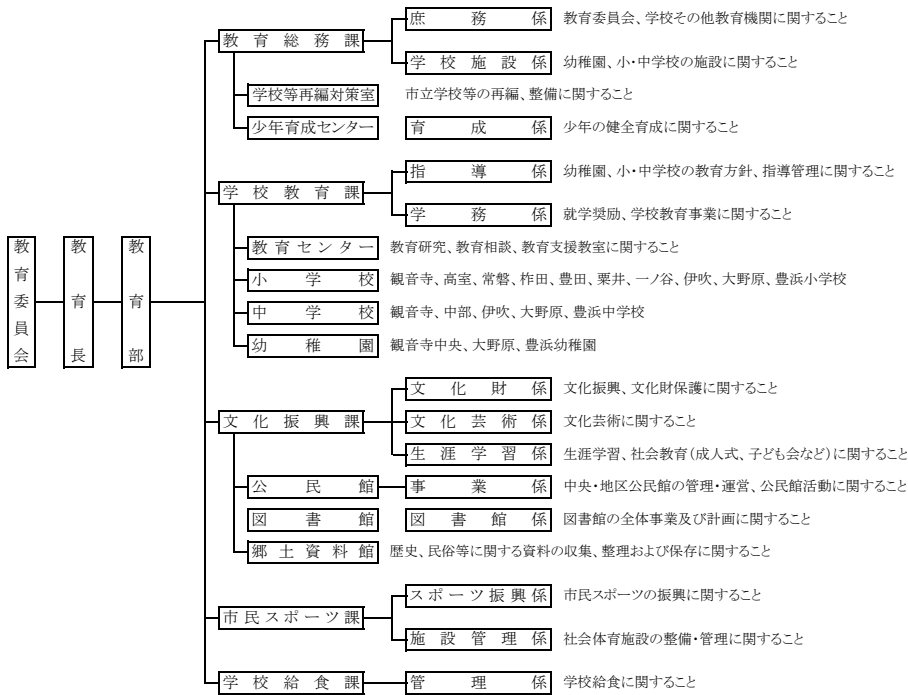 教育委員会
教育長
教育部
教育総務課
庶務係 教育委員会、学校その他教育機関に関すること
学校施設係 幼稚園、小・中学校の施設に関すること
学校等再編対策室 市立学校等の再編、整備に関すること
少年育成センター 育成係 少年の健全育成に関すること
学校教育課
指導係 幼稚園、小・中学校の教育方針、指導管理に関すること
学務係 就学奨励、学校教育事業に関すること
教育センター 教育研究、教育相談、教育支援教室に関すること
小学校 観音寺、高室、常磐、柞田、豊田、粟井、一ノ谷、伊吹、大野原、豊浜小学校
中学校 観音寺、中部、伊吹、大野原、豊浜中学校
幼稚園 観音寺中央、大野原、豊浜幼稚園
文化振興課
文化財係 文化振興、文化財保護に関すること
文化芸術係 文化芸術に関すること
生涯学習係 生涯学習、社会教育(成人式、子ども会など)に関すること
公民館 事業係 中央・地区公民館の管理・運営、公民館活動に関すること
図書館 図書館係 図書館の全体事業及び計画に関すること
郷土資料館 歴史、民俗等に関する資料の収集、整理および保存に関すること
市民スポーツ課
スポーツ振興係 市民スポーツの振興に関すること
施設管理係 社会体育施設の整備・管理に関すること
学校給食課 管理係 学校給食に関すること